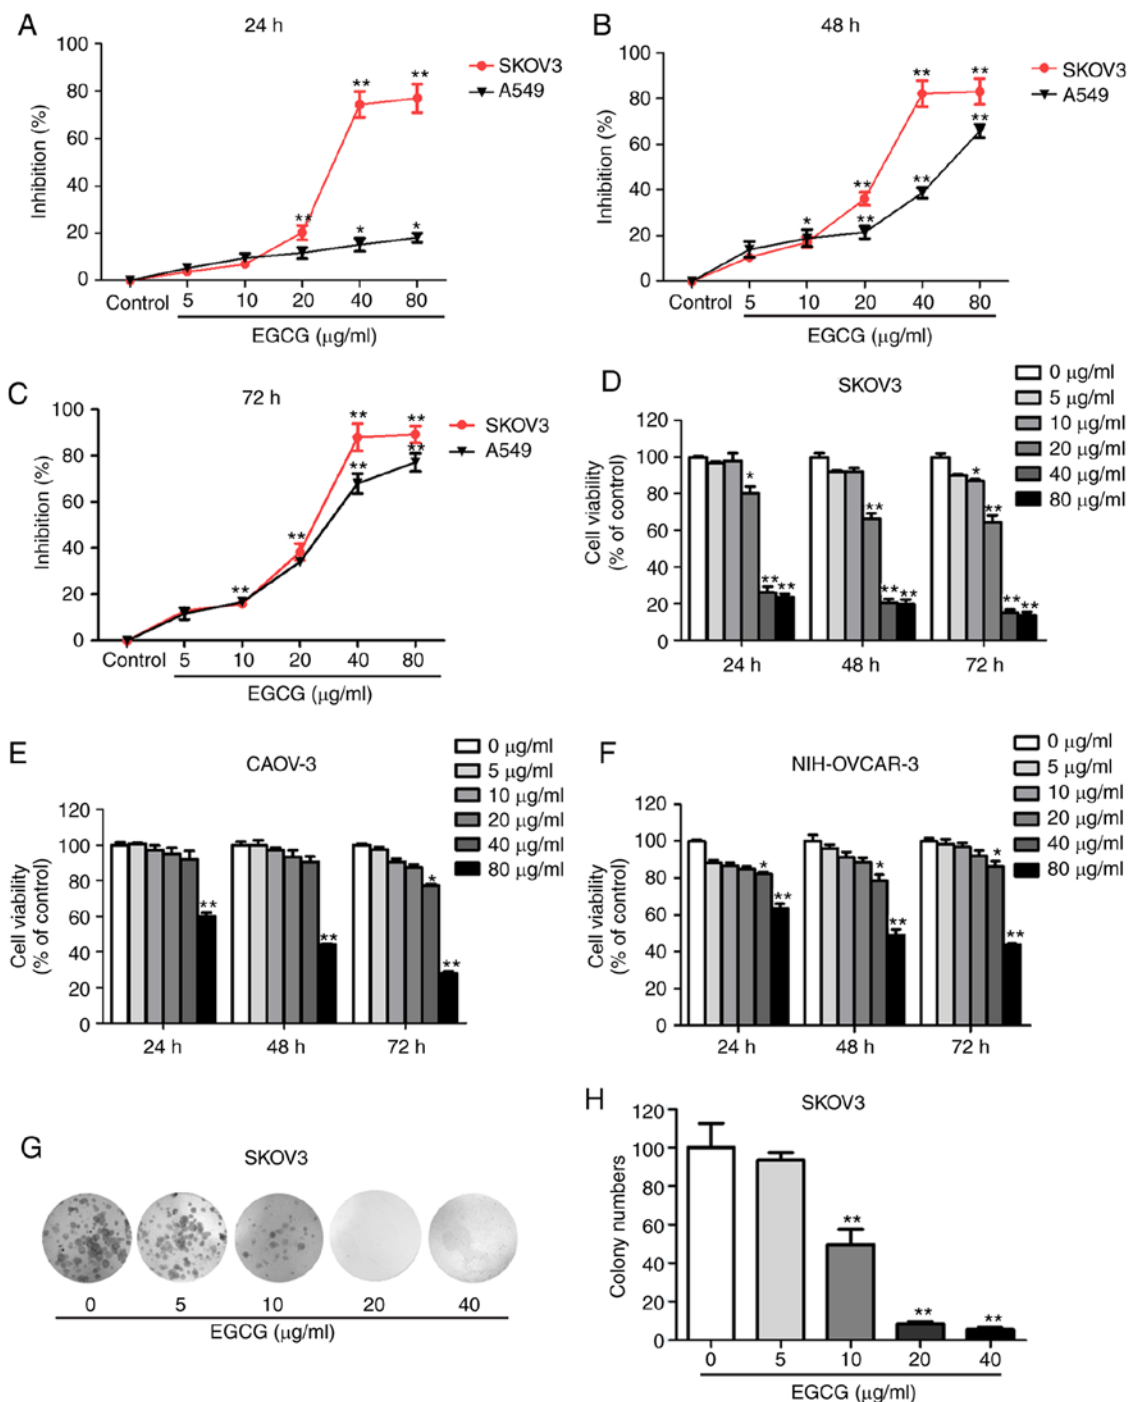 A
24 h
100
80
60
40
20
0
Inhibition (%)
** **
**
* *
SKOV3
A549
Control 5 10 20 40 80
EGCG (μg/ml)
B
48 h
100
80
60
40
20
0
Inhibition (%)
** **
**
**
**
* **
SKOV3
A549
Control 5 10 20 40 80
EGCG (μg/ml)
C
72 h
100
80
60
40
20
0
Inhibition (%)
** **
**
**
**
**
SKOV3
A549
Control 5 10 20 40 80
EGCG (μg/ml)
D
SKOV3
0 μg/ml
5 μg/ml
10 μg/ml
20 μg/ml
40 μg/ml
80 μg/ml
120
100
80
60
40
20
0
Cell viability
(% of control)
* ** **
** ** **
* ** ** **
24 h 48 h 72 h
E
CAOV-3
0 μg/ml
5 μg/ml
10 μg/ml
20 μg/ml
40 μg/ml
80 μg/ml
120
100
80
60
40
20
0
Cell viability
(% of control)
**
**
* **
24 h 48 h 72 h
F
NIH-OVCAR-3
0 μg/ml
5 μg/ml
10 μg/ml
20 μg/ml
40 μg/ml
80 μg/ml
120
100
80
60
40
20
0
Cell viability
(% of control)
* **
* **
* **
24 h 48 h 72 h
G
SKOV3
0 5 10 20 40
EGCG (μg/ml)
H
SKOV3
120
100
80
60
40
20
0
Colony numbers
**
** **
0 5 10 20 40
EGCG (μg/ml)